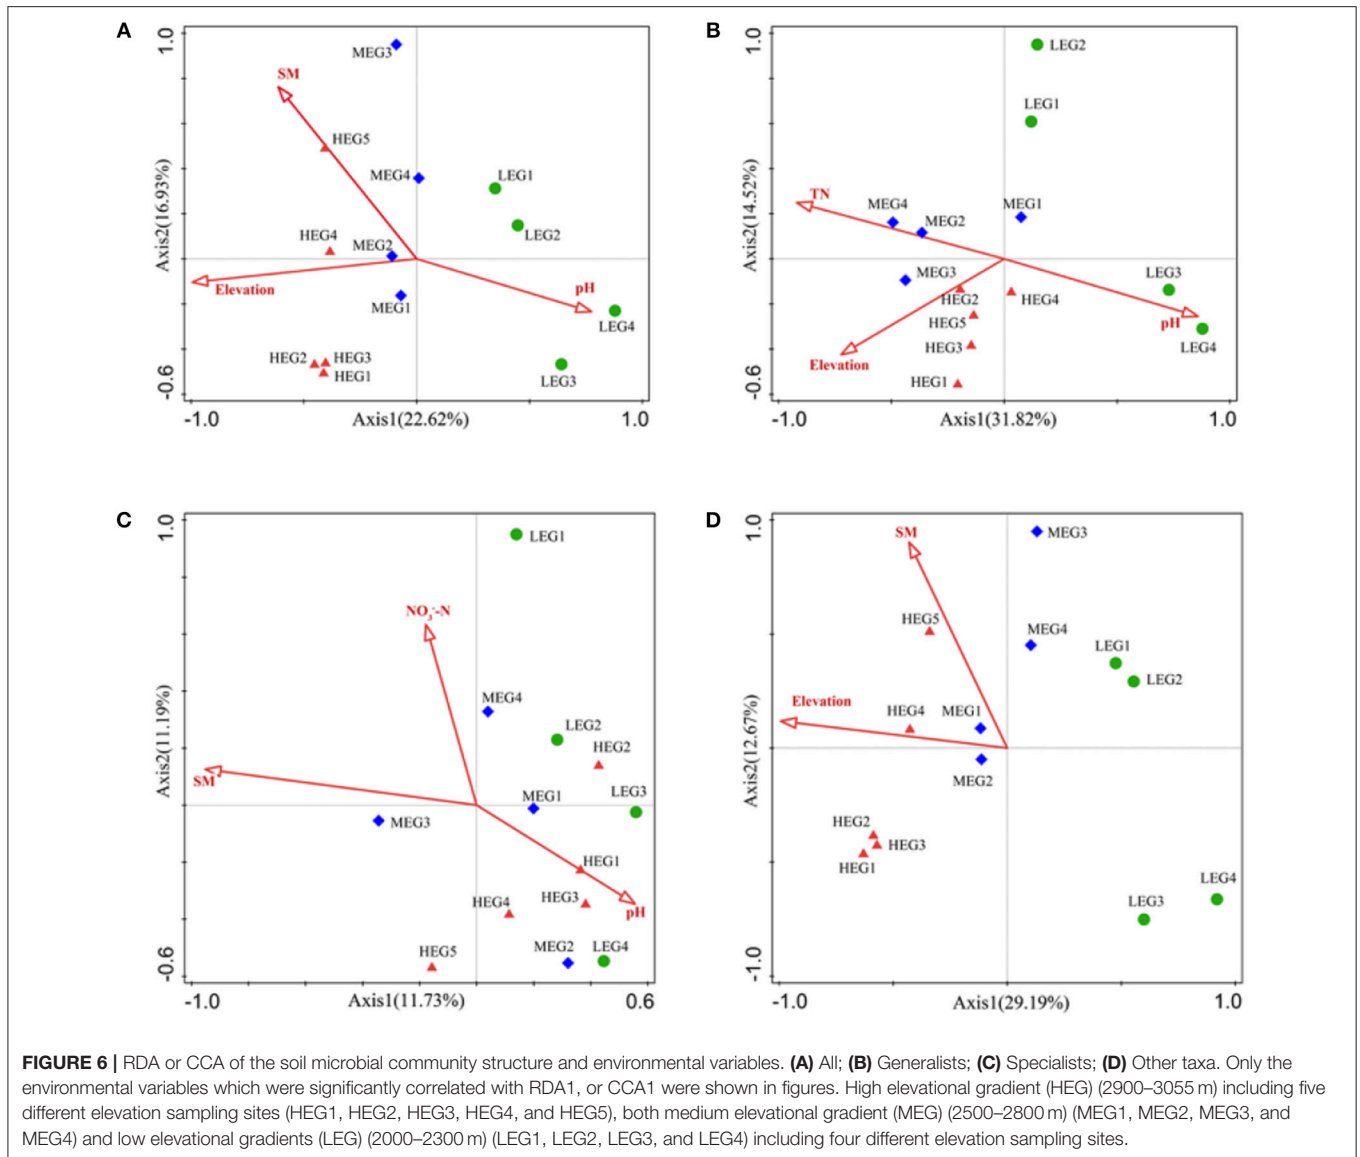 A
1.0
MEG3
SM
HEG5
MEG4
LEG1
LEG2
HEG4
MEG2
Elevation
pH
MEG1
LEG4
HEG2
HEG3
HEG1
LEG3
Axis2(16.93%)
-0.6
-1.0
Axis1(22.62%)
1.0
B
1.0
LEG2
LEG1
TN
MEG4
MEG2
MEG1
MEG3
LEG3
HEG2
HEG4
HEG5
pH
HEG3
LEG4
Elevation
HEG1
Axis2(14.52%)
-0.6
-1.0
Axis1(31.82%)
1.0
C
1.0
LEG1
NO₃⁻-N
MEG4
LEG2
HEG2
SM
MEG1
LEG3
MEG3
HEG1
HEG4
HEG3
pH
HEG5
MEG2
LEG4
Axis2(11.19%)
-0.6
-1.0
Axis1(11.73%)
0.6
D
1.0
SM
MEG3
HEG5
MEG4
LEG1
LEG2
Elevation
HEG4
MEG1
MEG2
HEG2
HEG3
HEG1
LEG4
LEG3
Axis2(12.67%)
-1.0
-1.0
Axis1(29.19%)
1.0
FIGURE 6 | RDA or CCA of the soil microbial community structure and environmental variables. (A) All; (B) Generalists; (C) Specialists; (D) Other taxa. Only the
environmental variables which were significantly correlated with RDA1, or CCA1 were shown in figures. High elevational gradient (HEG) (2900–3055 m) including five
different elevation sampling sites (HEG1, HEG2, HEG3, HEG4, and HEG5), both medium elevational gradient (MEG) (2500–2800 m) (MEG1, MEG2, MEG3, and
MEG4) and low elevational gradients (LEG) (2000–2300 m) (LEG1, LEG2, LEG3, and LEG4) including four different elevation sampling sites.